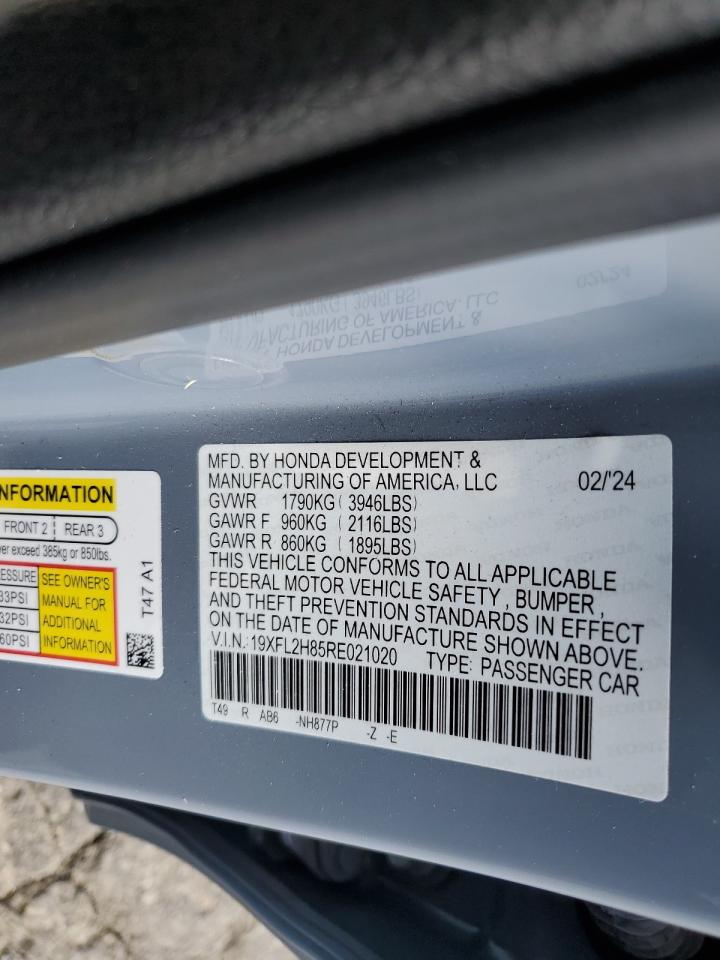 MFD. BY HONDA DEVELOPMENT &
MANUFACTURING OF AMERICA, LLC 02/'24
GVWR 1790KG ( 3946LBS)
GAWR F 960KG ( 2116LBS)
GAWR R 860KG ( 1895LBS)
THIS VEHICLE CONFORMS TO ALL APPLICABLE
FEDERAL MOTOR VEHICLE SAFETY , BUMPER ,
AND THEFT PREVENTION STANDARDS IN EFFECT
ON THE DATE OF MANUFACTURE SHOWN ABOVE.
V.I.N.: 19XFL2H85RE021020 TYPE: PASSENGER CAR
T49 R AB6 -NH877P -Z -E
NFORMATION
FRONT 2 REAR 3
ver exceed 385kg or 850lbs.
ESSURE
33PSI
32PSI
60PSI
SEE OWNER'S
MANUAL FOR
ADDITIONAL
INFORMATION
T47 A1